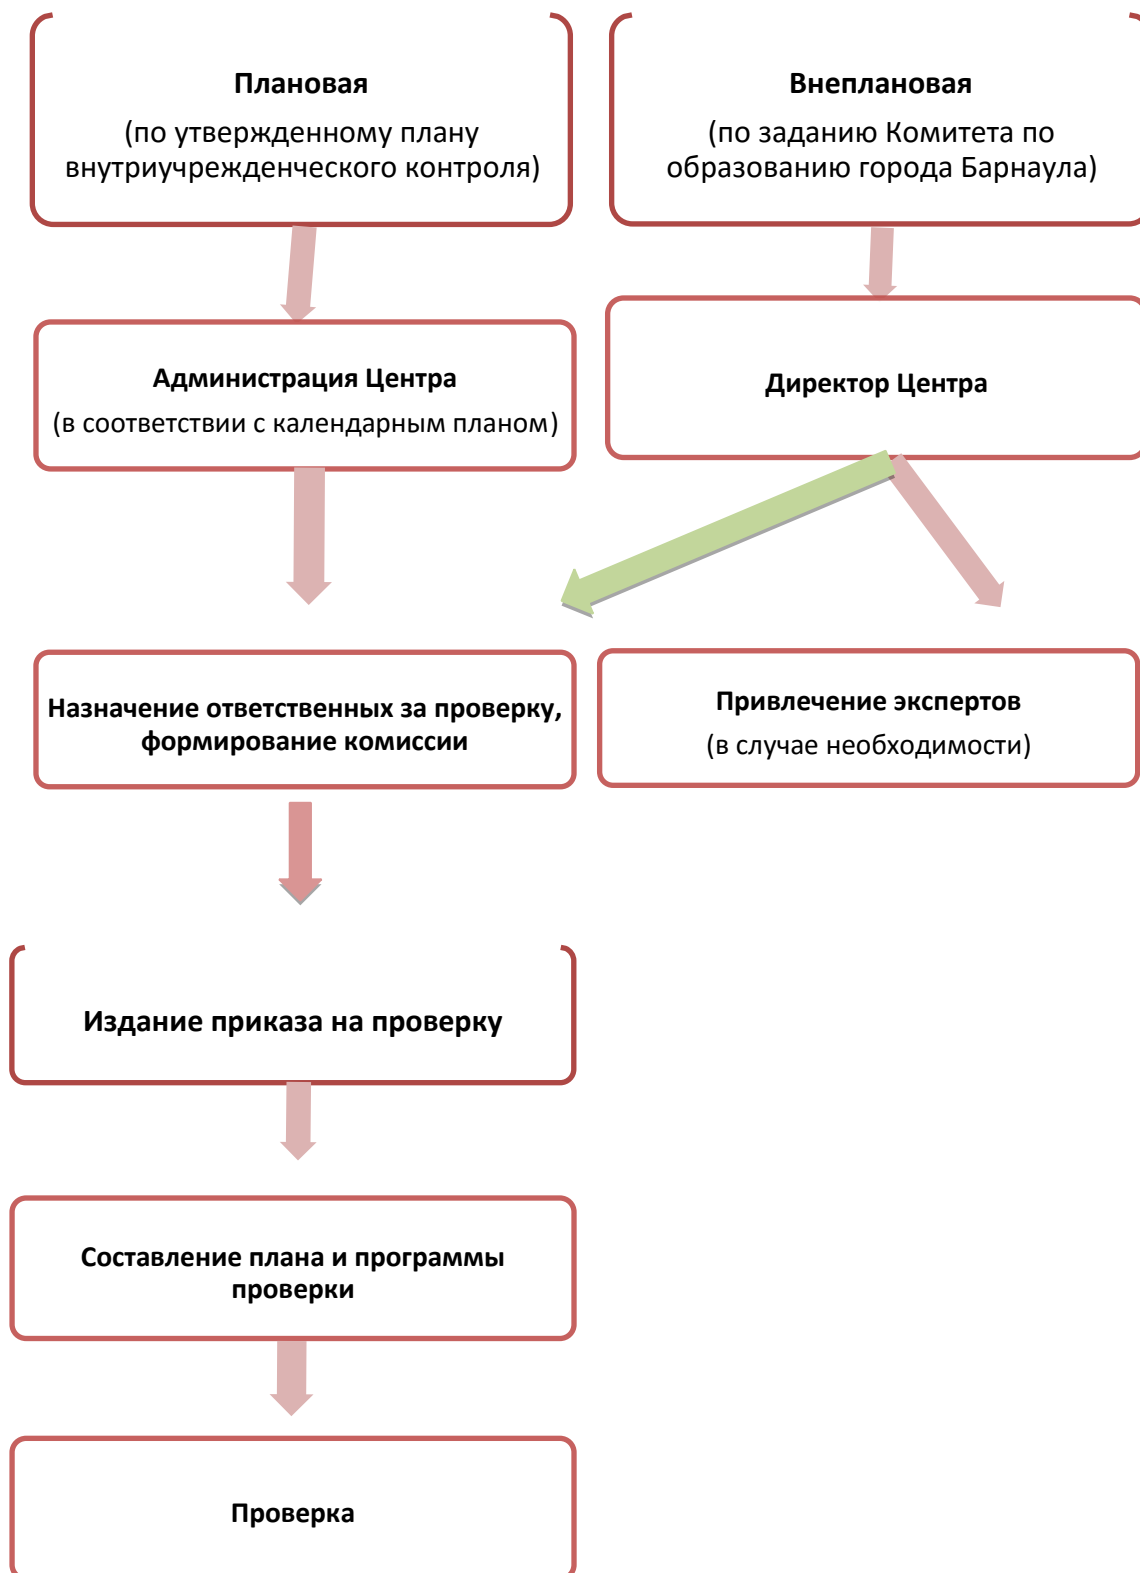 Плановая
(по утвержденному плану
внутриучрежденческого контроля)
Внеплановая
(по заданию Комитета по
образованию города Барнаула)
Администрация Центра
(в соответствии с календарным планом)
Директор Центра
Назначение ответственных за проверку,
формирование комиссии
Привлечение экспертов
(в случае необходимости)
Издание приказа на проверку
Составление плана и программы
проверки
Проверка